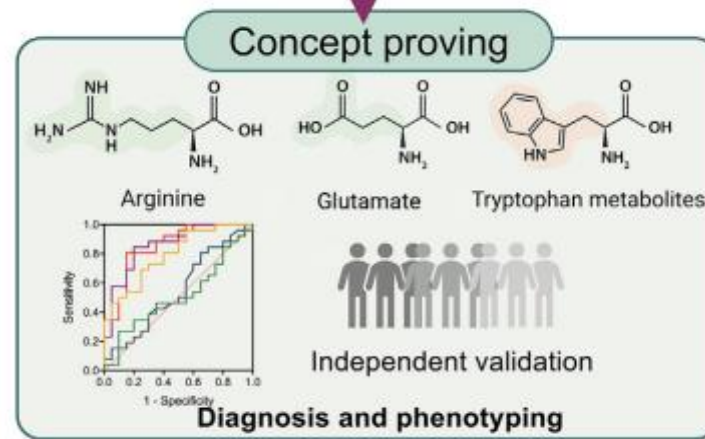 Concept proving
NH
H₂N
N
H
O
OH
NH₂
O
HO
O
OH
NH₂
O
OH
HN
NH₂
Arginine
Glutamate
Tryptophan metabolites
Sensitivity
1.0
0.8
0.6
0.4
0.2
0.0
0.0 0.2 0.4 0.6 0.8 1.0
1 - Specificity
Independent validation
Diagnosis and phenotyping